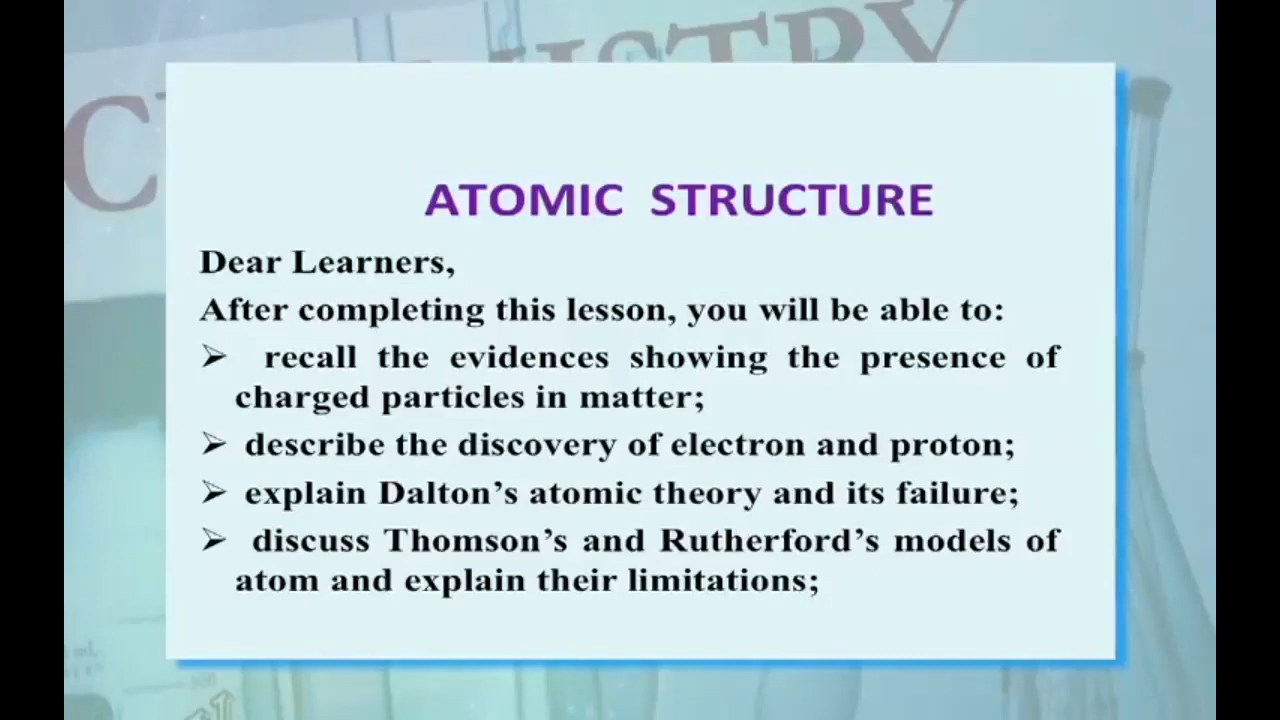 ATOMIC STRUCTURE
Dear Learners,
After completing this lesson, you will be able to:
➢ recall the evidences showing the presence of
charged particles in matter;
➢ describe the discovery of electron and proton;
➢ explain Dalton’s atomic theory and its failure;
➢ discuss Thomson’s and Rutherford’s models of
atom and explain their limitations;